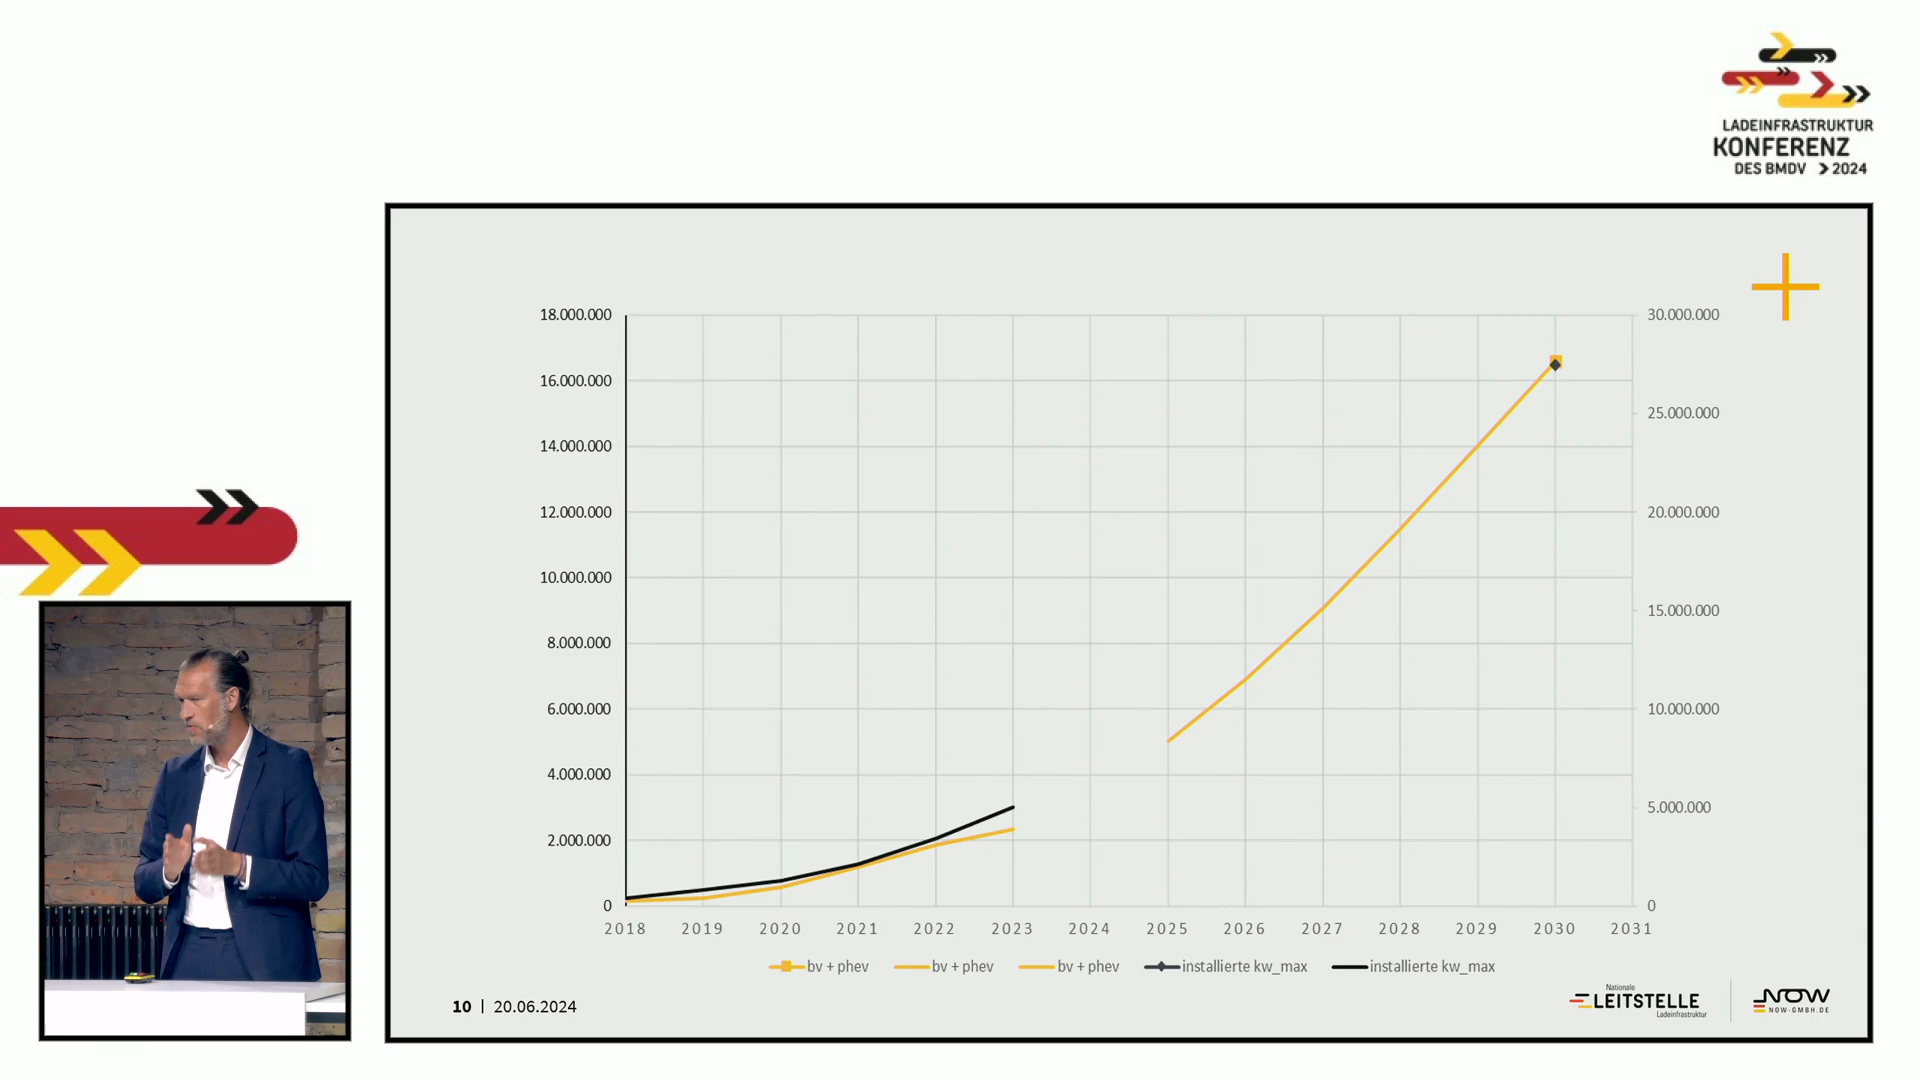 LADEINFRASTRUKTUR
KONFERENZ
DES BMDV 2024
18.000.000
16.000.000
14.000.000
12.000.000
10.000.000
8.000.000
6.000.000
4.000.000
2.000.000
0
30.000.000
25.000.000
20.000.000
15.000.000
10.000.000
5.000.000
0
2018 2019 2020 2021 2022 2023 2024 2025 2026 2027 2028 2029 2030 2031
bv + phev bv + phev bv + phev installierte kw_max installierte kw_max
10 | 20.06.2024
Nationale
LEITSTELLE
Ladeinfrastruktur
NOW
NOW-GMBH.DE